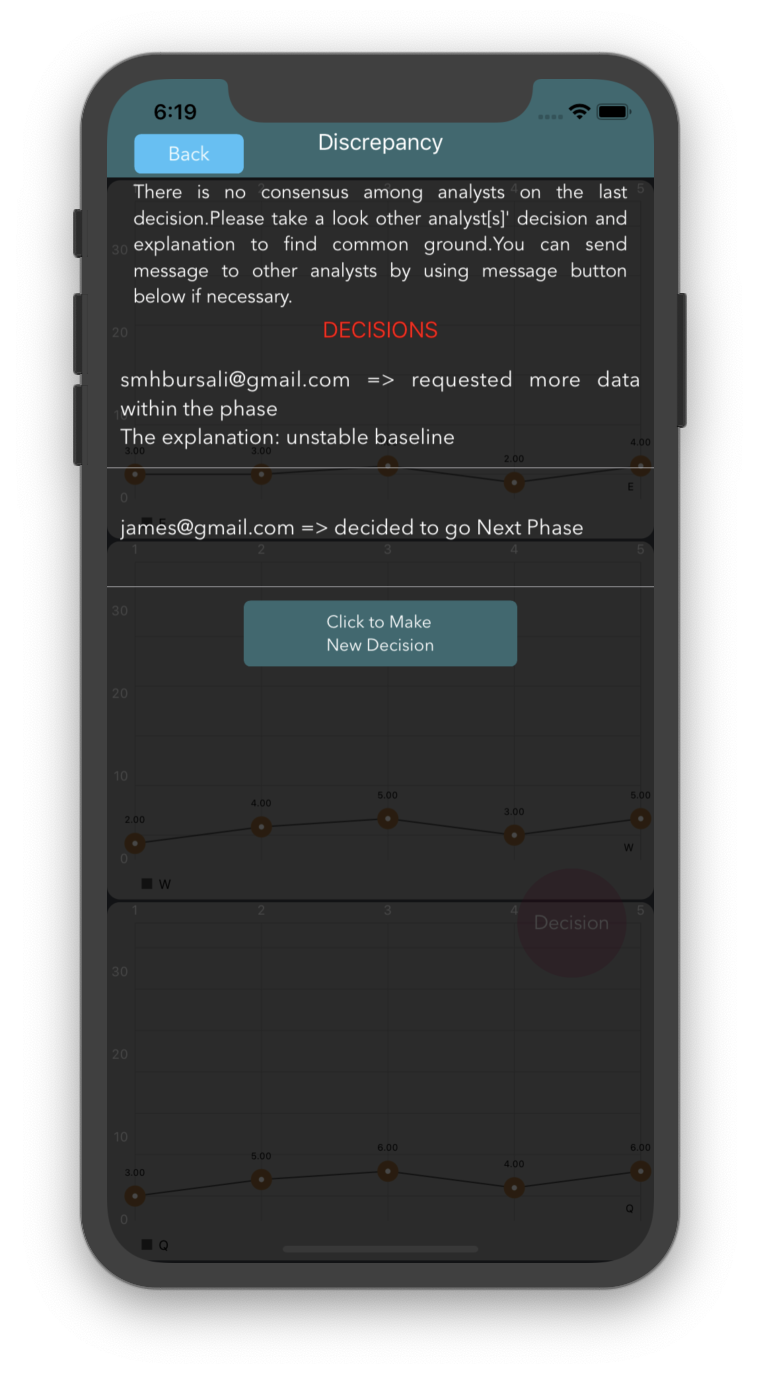 6:19
Back
Discrepancy
There is no consensus among analysts on the last
decision.Please take a look other analyst[s]' decision and
explanation to find common ground.You can send
message to other analysts by using message button
below if necessary.
DECISIONS
smhbursali@gmail.com => requested more data
within the phase
The explanation: unstable baseline
james@gmail.com => decided to go Next Phase
Click to Make
New Decision
30
20
0
3.00 3.00 2.00 4.00
E
1 2 3 4 5
30
20
10
0
2.00 4.00 5.00 3.00 5.00
W
W
1 2 3 4 5
Decision
30
20
10
0
3.00 5.00 6.00 4.00 6.00
Q
Q